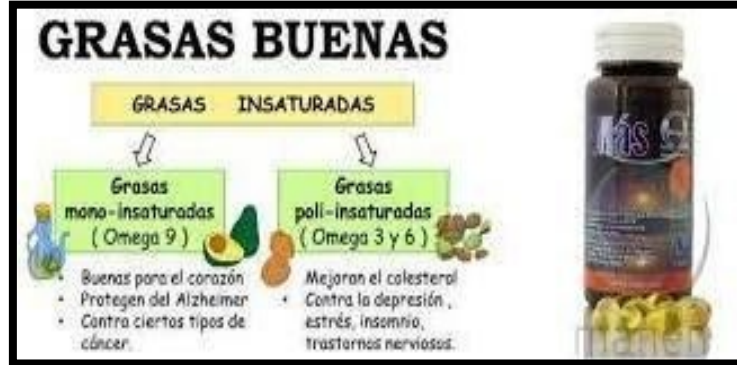 GRASAS BUENAS
GRASAS INSATURADAS
Grasas
mono-insaturadas
( Omega 9 )
Buenas para el corazón
Protegen del Alzheimer
Contra ciertos tipos de
cáncer.
Grasas
poli-insaturadas
( Omega 3 y 6 )
Mejoran el colesterol
Contra la depresión ,
estrés, insomnio,
trastornos nerviosos.
Más